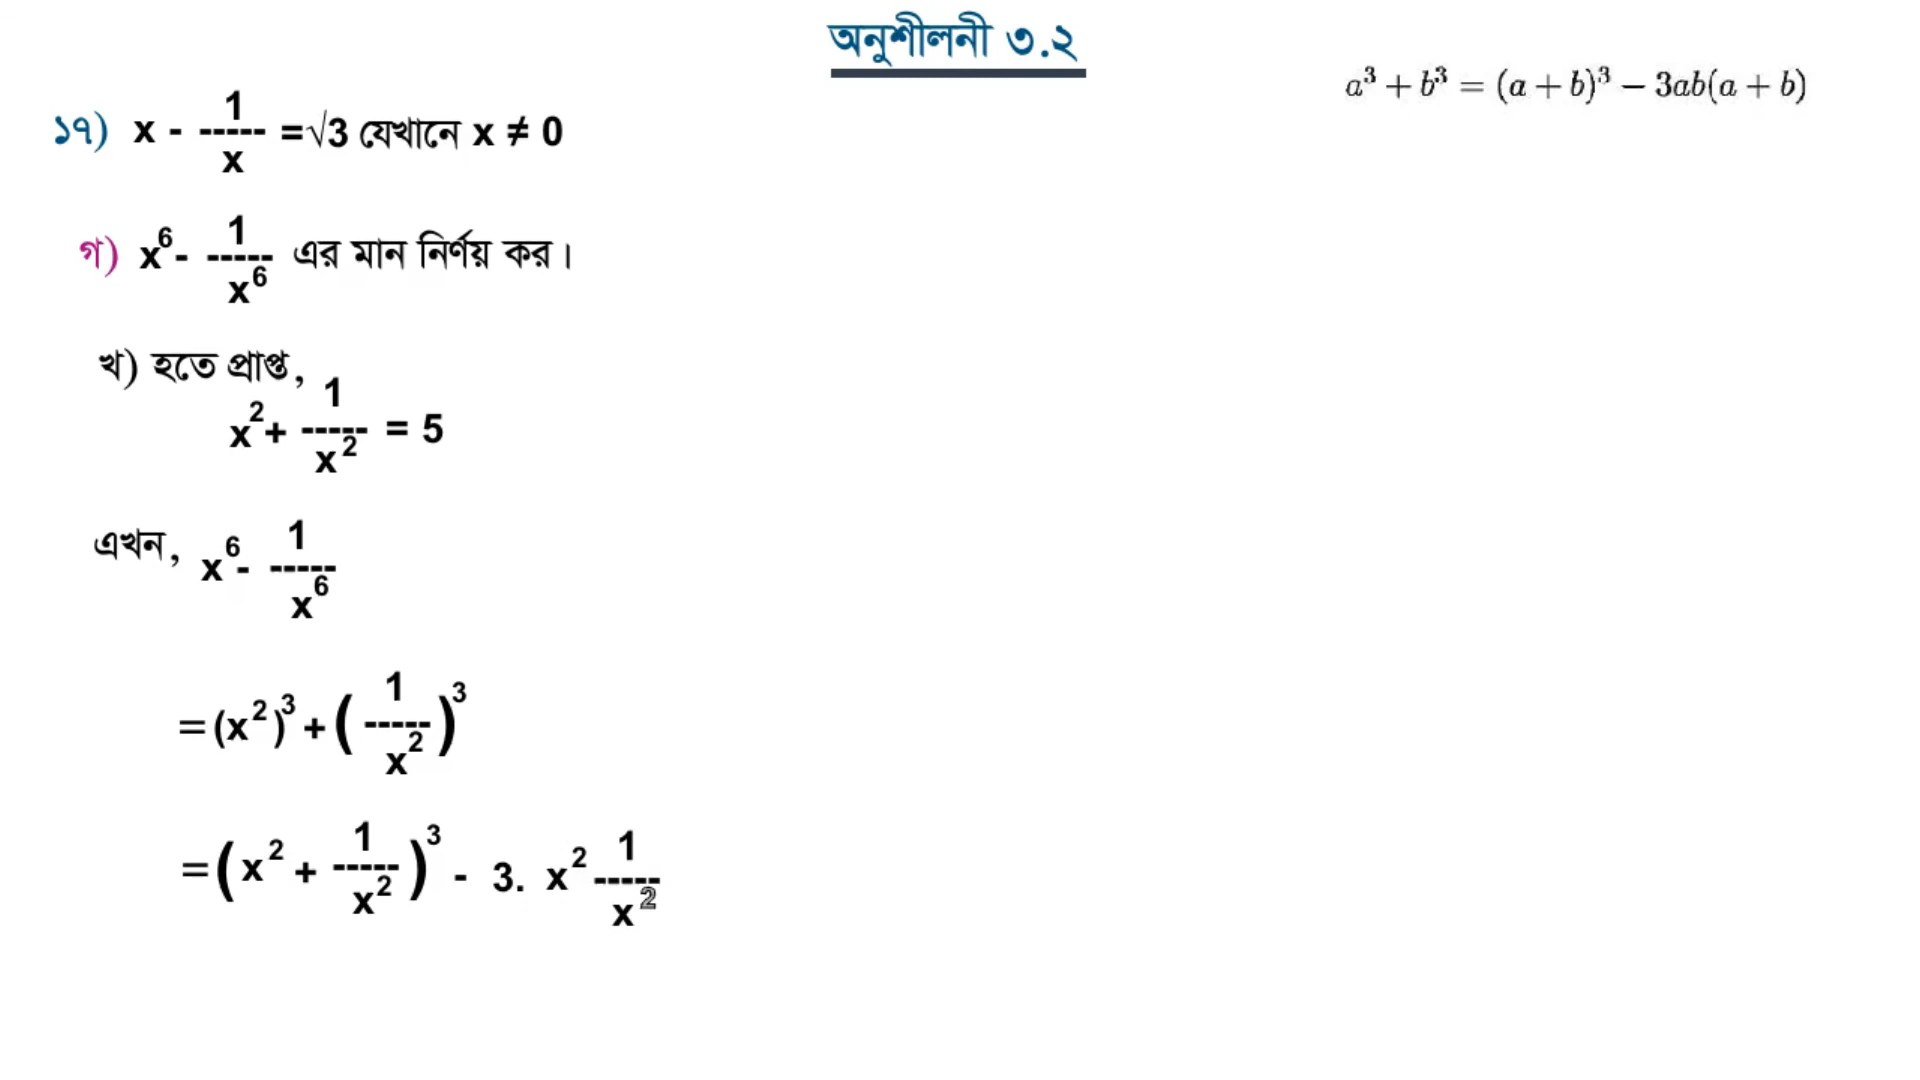 অনুশীলনী ৩.২
a³ + b³ = (a + b)³ − 3ab(a + b)
১৭) x - 1/x =√3 যেখানে x ≠ 0
গ) x⁶ - 1/x⁶ এর মান নির্ণয় কর।
খ) হতে প্রাপ্ত,
x² + 1/x² = 5
এখন, x⁶ - 1/x⁶
= (x²)³ + (1/x²)³
= (x² + 1/x²)³ - 3. x² 1/x²